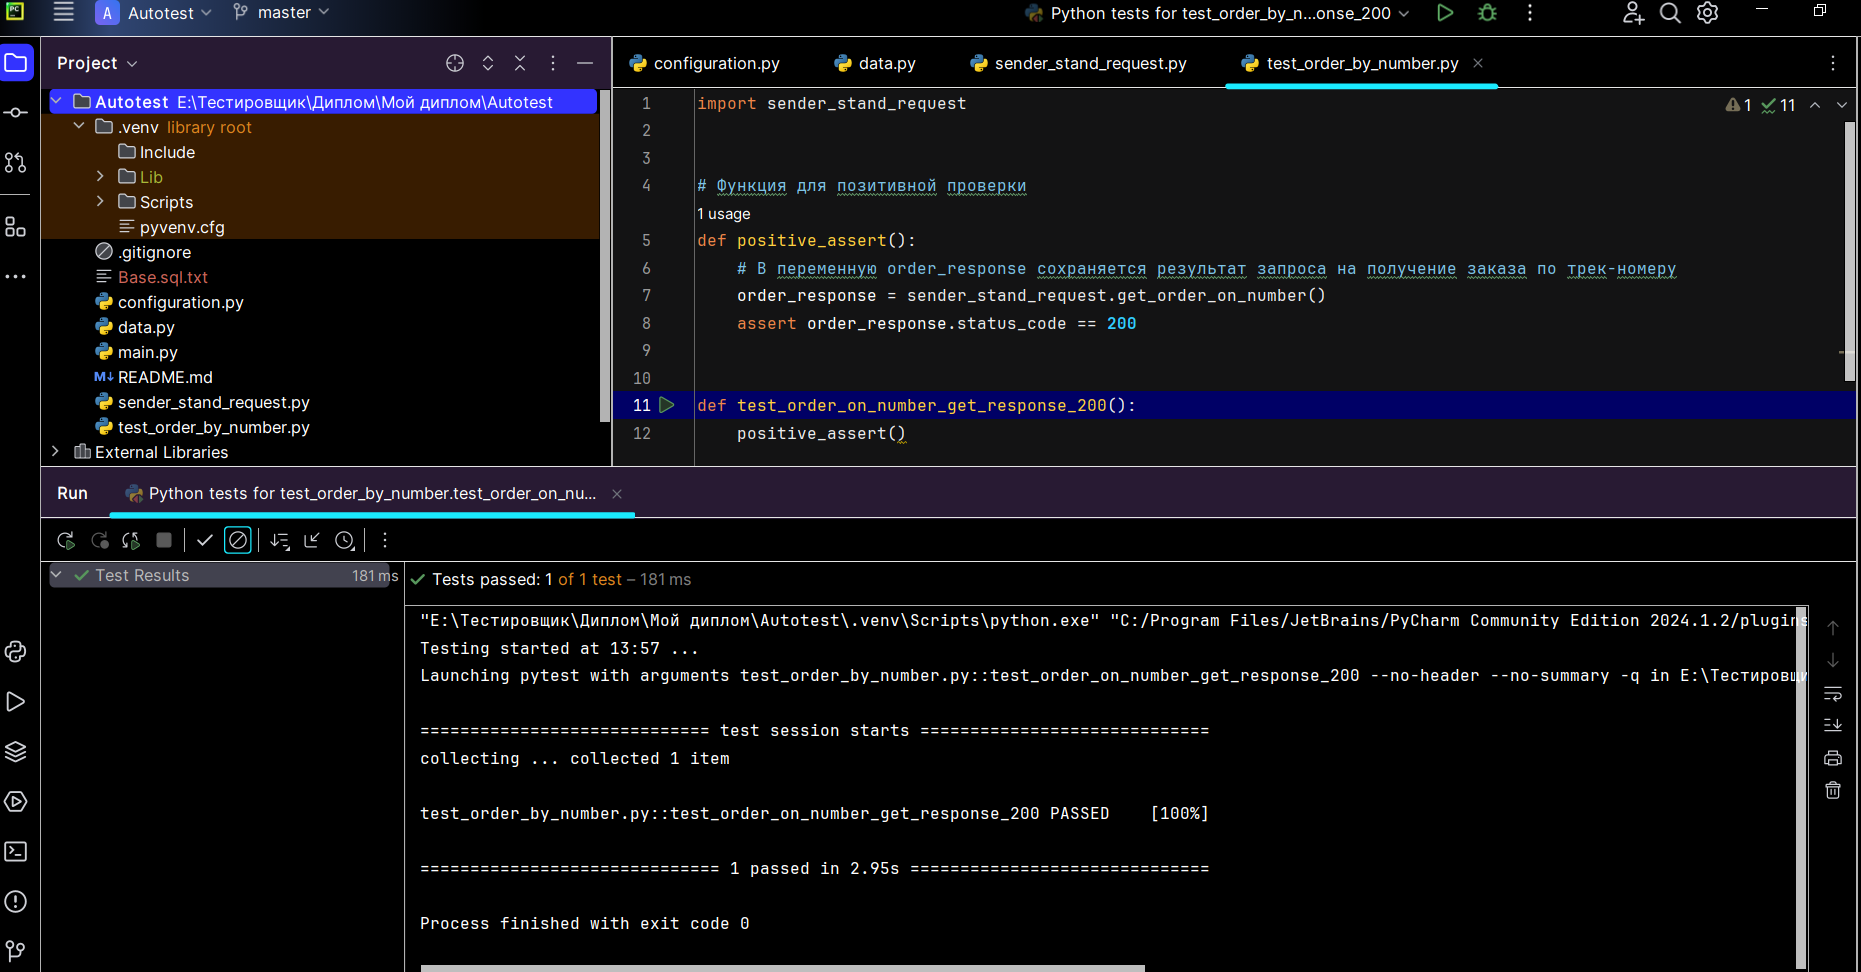 PC
A Autotest master
Python tests for test_order_by_n...onse_200
Project
configuration.py data.py sender_stand_request.py test_order_by_number.py
Autotest E:\Тестировщик\Диплом\Мой диплом\Autotest
.venv library root
Include
Lib
Scripts
pyvenv.cfg
.gitignore
Base.sql.txt
configuration.py
data.py
main.py
M↓ README.md
sender_stand_request.py
test_order_by_number.py
External Libraries
1 import sender_stand_request
1 11
2
3
4 # Функция для позитивной проверки
1 usage
5 def positive_assert():
6 # В переменную order_response сохраняется результат запроса на получение заказа по трек-номеру
7 order_response = sender_stand_request.get_order_on_number()
8 assert order_response.status_code == 200
9
10
11 def test_order_on_number_get_response_200():
12 positive_assert()
Run Python tests for test_order_by_number.test_order_on_nu...
Test Results 181 ms
Tests passed: 1 of 1 test – 181 ms
"E:\Тестировщик\Диплом\Мой диплом\Autotest\.venv\Scripts\python.exe" "C:/Program Files/JetBrains/PyCharm Community Edition 2024.1.2/plugins
Testing started at 13:57 ...
Launching pytest with arguments test_order_by_number.py::test_order_on_number_get_response_200 --no-header --no-summary -q in E:\Тестировщи
============================= test session starts =============================
collecting ... collected 1 item
test_order_by_number.py::test_order_on_number_get_response_200 PASSED [100%]
============================== 1 passed in 2.95s ==============================
Process finished with exit code 0